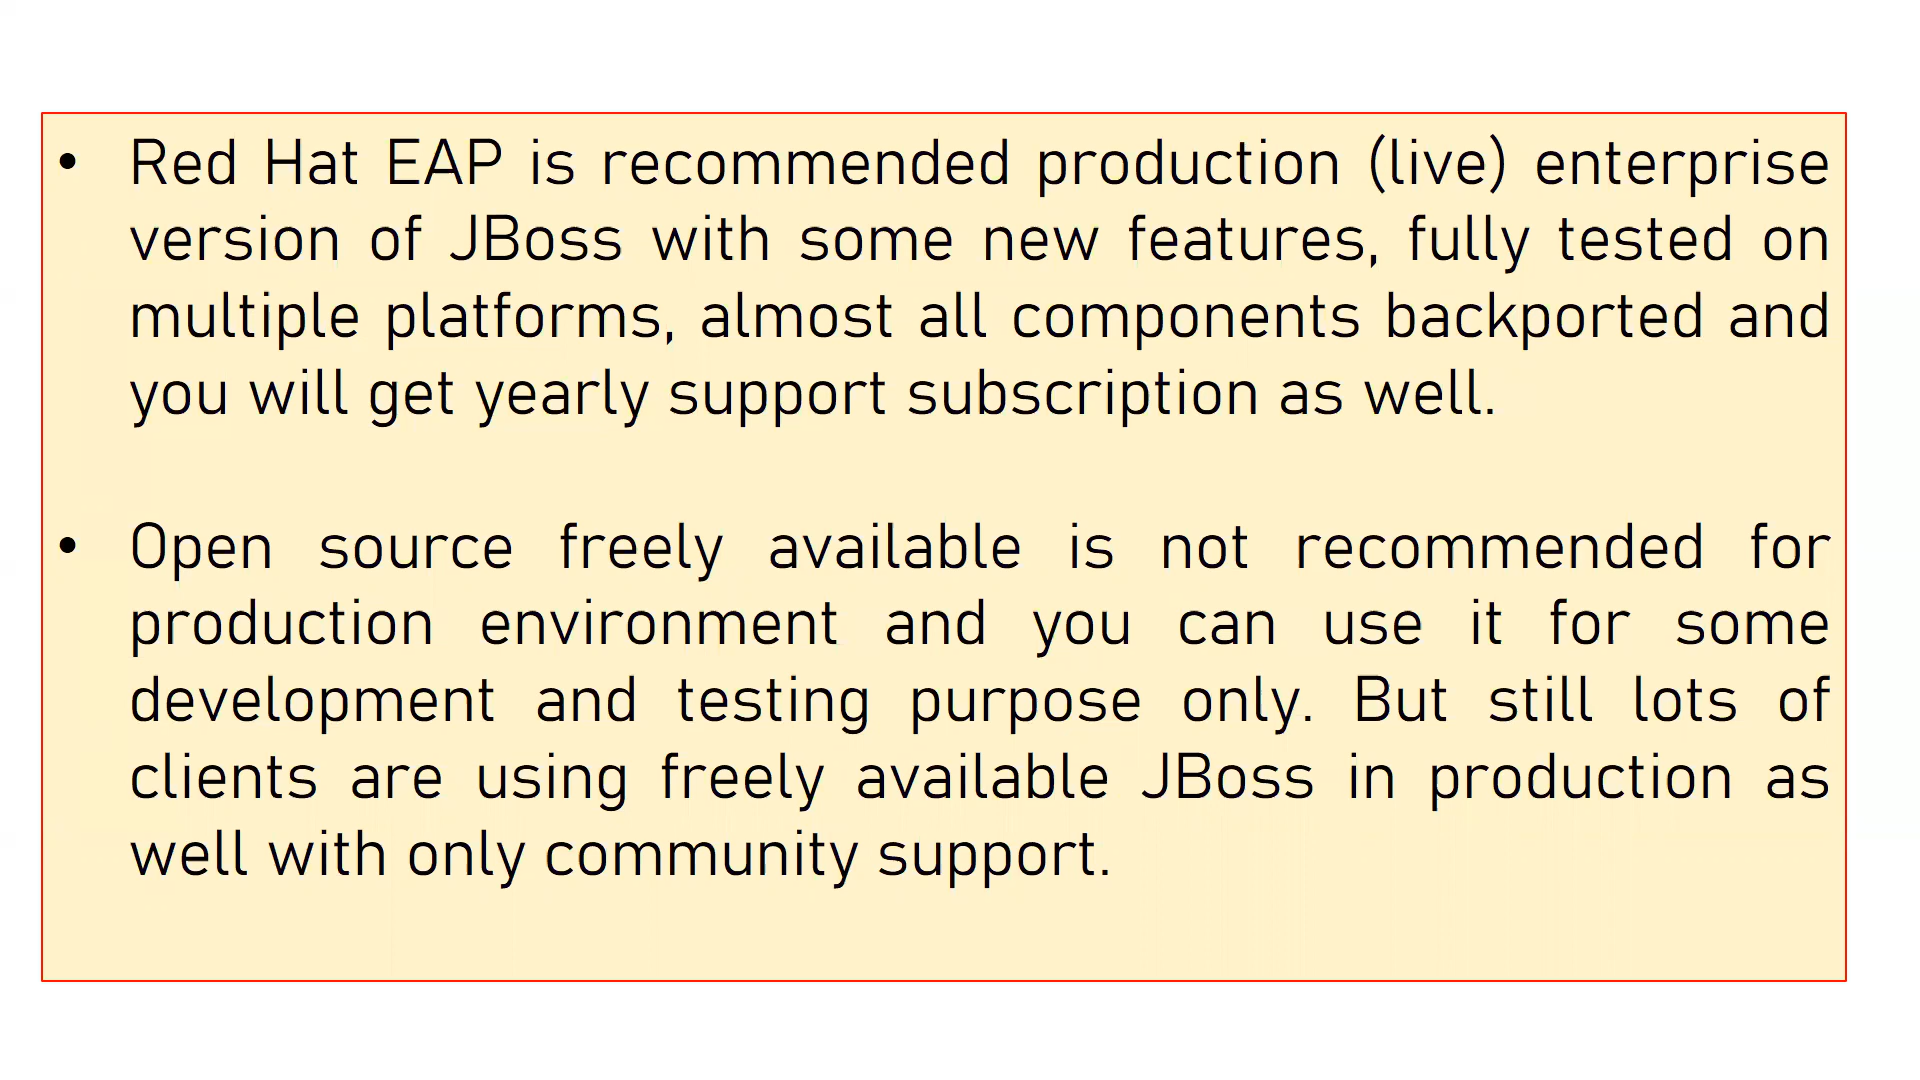 • Red Hat EAP is recommended production (live) enterprise
version of JBoss with some new features, fully tested on
multiple platforms, almost all components backported and
you will get yearly support subscription as well.
• Open source freely available is not recommended for
production environment and you can use it for some
development and testing purpose only. But still lots of
clients are using freely available JBoss in production as
well with only community support.